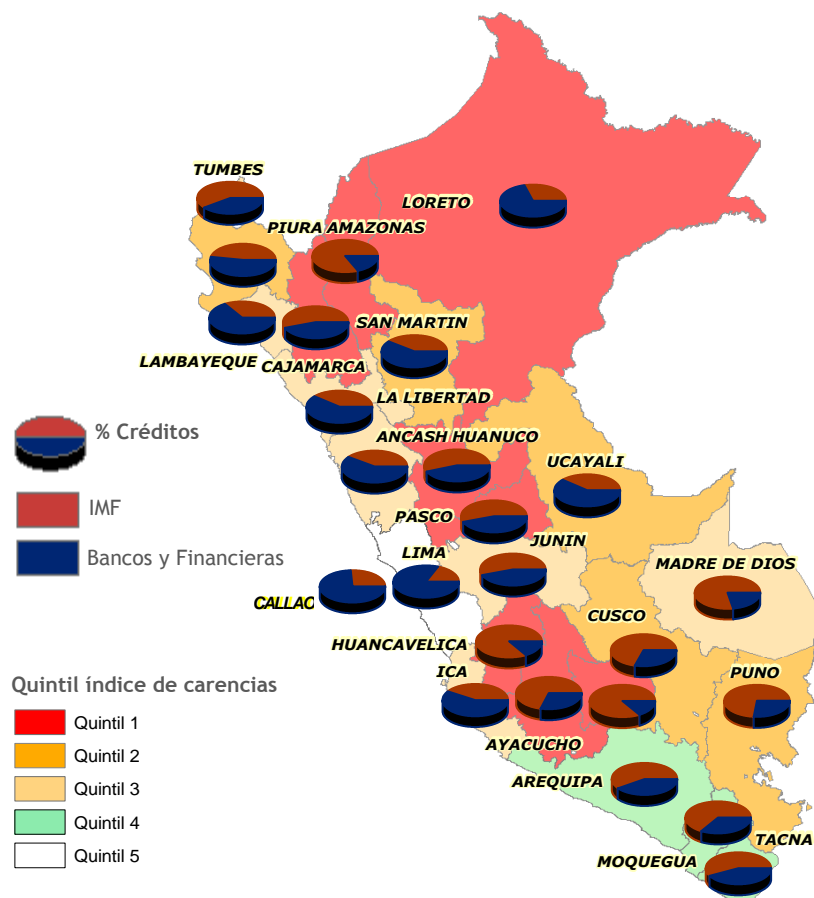 TUMBES
LORETO
PIURA AMAZONAS
SAN MARTIN
LAMBAYEQUE
CAJAMARCA
LA LIBERTAD
% Créditos
ANCASH HUANUCO
UCAYALI
IMF
PASCO
JUNIN
LIMA
Bancos y Financieras
MADRE DE DIOS
CALLAO
CUSCO
HUANCAVELICA
ICA
PUNO
Quintil índice de carencias
Quintil 1
AYACUCHO
Quintil 2
AREQUIPA
Quintil 3
Quintil 4
TACNA
Quintil 5
MOQUEGUA